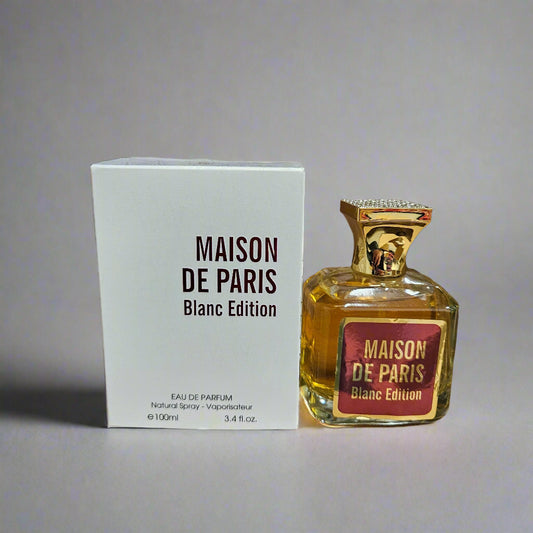 MAISON
DE PARIS
Blanc Edition
EAU DE PARFUM
Natural Spray - Vaporisateur
℮100ml 3.4 fl.oz.
MAISON
DE PARIS
Blanc Edition